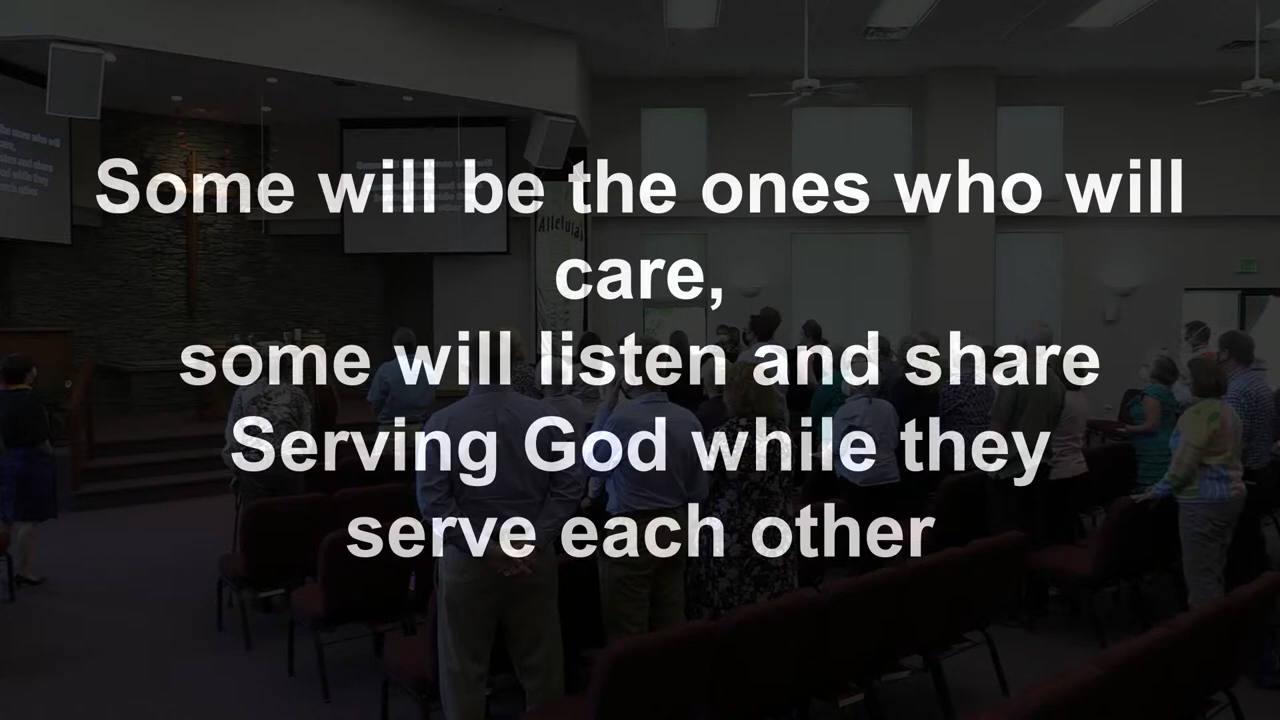 Some will be the ones who will
care,
some will listen and share
Serving God while they
serve each other
Alleluia